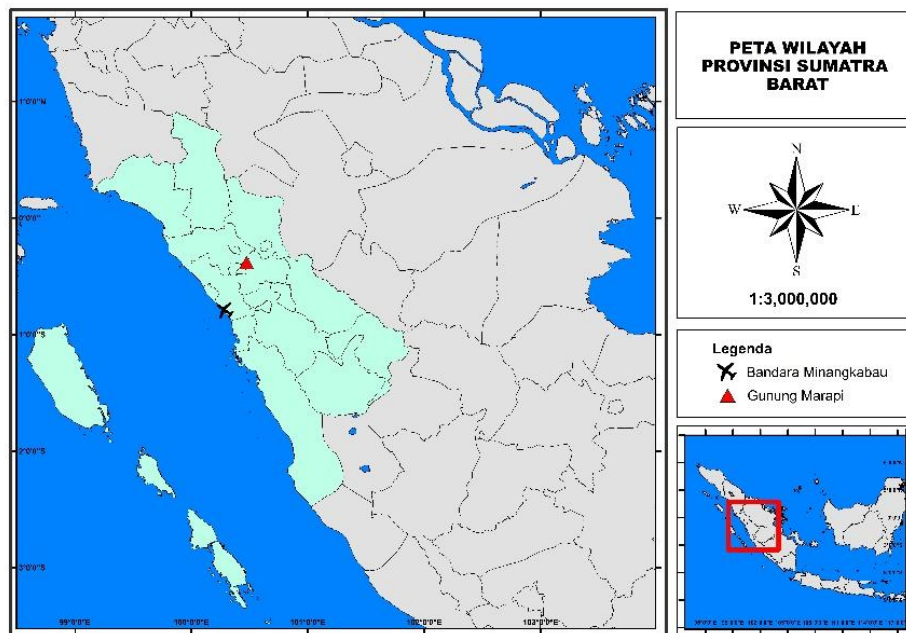 PETA WILAYAH
PROVINSI SUMATRA
BARAT
N
W
E
S
1:3,000,000
Legenda
Bandara Minangkabau
Gunung Marapi
1°0'0"N
0°0'0"
1°0'0"S
2°0'0"S
3°0'0"S
99°0'0"E
100°0'0"E
101°0'0"E
102°0'0"E
103°0'0"E